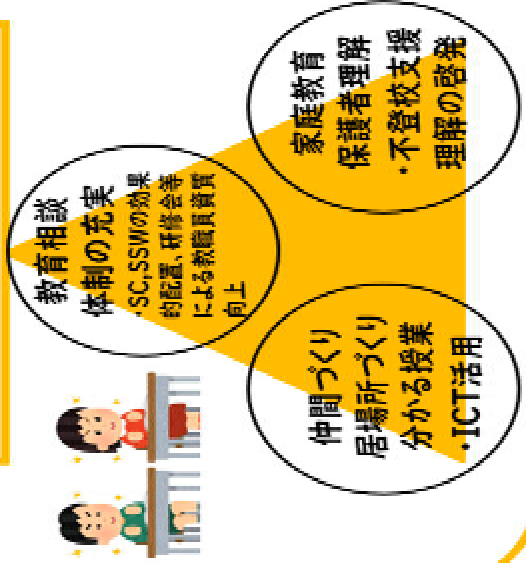 教育相談
体制の充実
・SC,SSWの効果
的配置、研修会等
による教職員資質
向上
仲間づくり
居場所づくり
分かる授業
・ICT活用
家庭教育
保護者理解
・不登校支援
理解の啓発